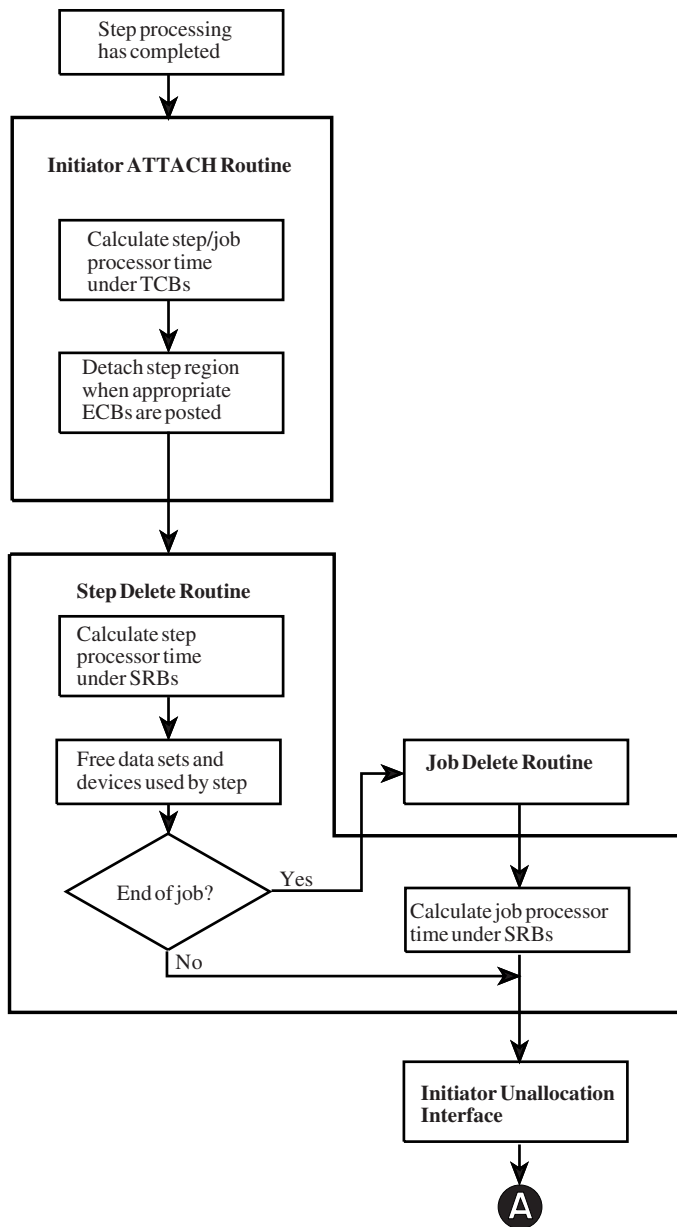 Step processing
has completed
Initiator ATTACH Routine
Calculate step/job
processor time
under TCBs
Detach step region
when appropriate
ECBs are posted
Step Delete Routine
Calculate step
processor time
under SRBs
Free data sets and
devices used by step
Job Delete Routine
End of job?
Yes
Calculate job processor
time under SRBs
No
Initiator Unallocation
Interface
A